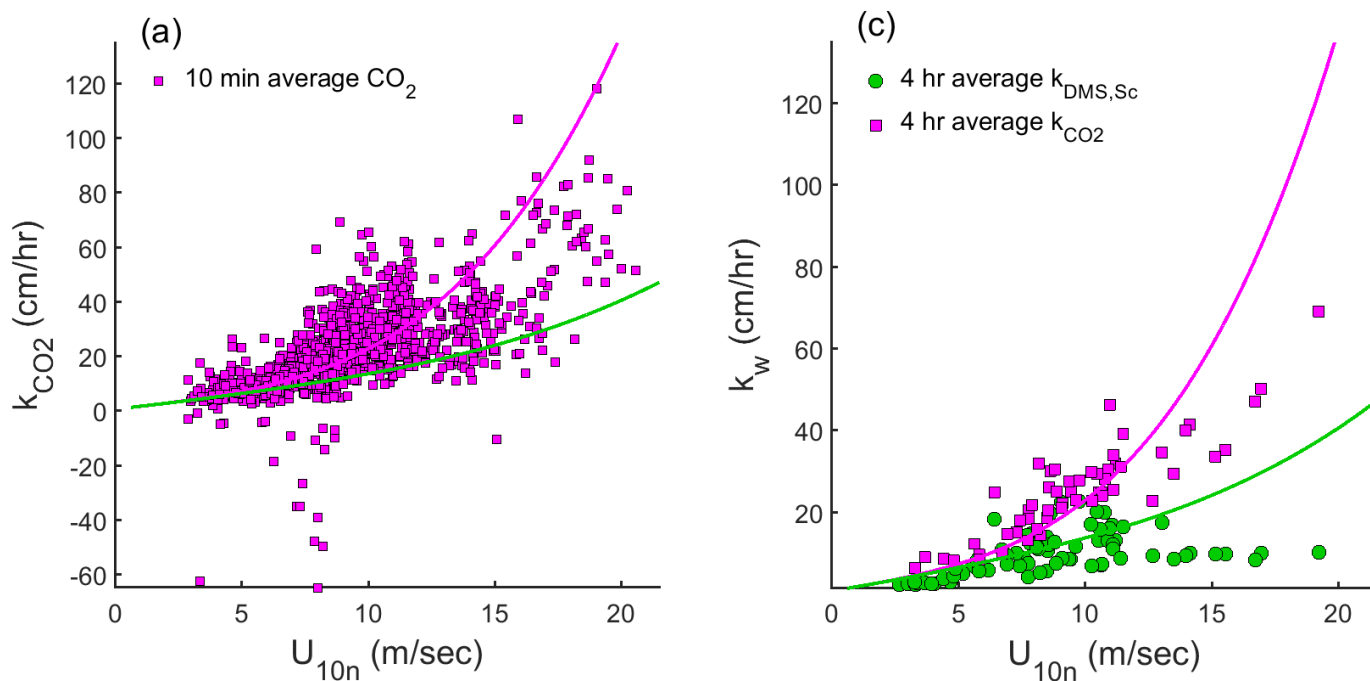 (a)
10 min average CO2
120
100
80
60
40
20
0
-20
-40
-60
kCO2 (cm/hr)
0 5 10 15 20
U10n (m/sec)
(c)
4 hr average kDMS,Sc
4 hr average kCO2
120
100
80
60
40
20
kw (cm/hr)
0 5 10 15 20
U10n (m/sec)